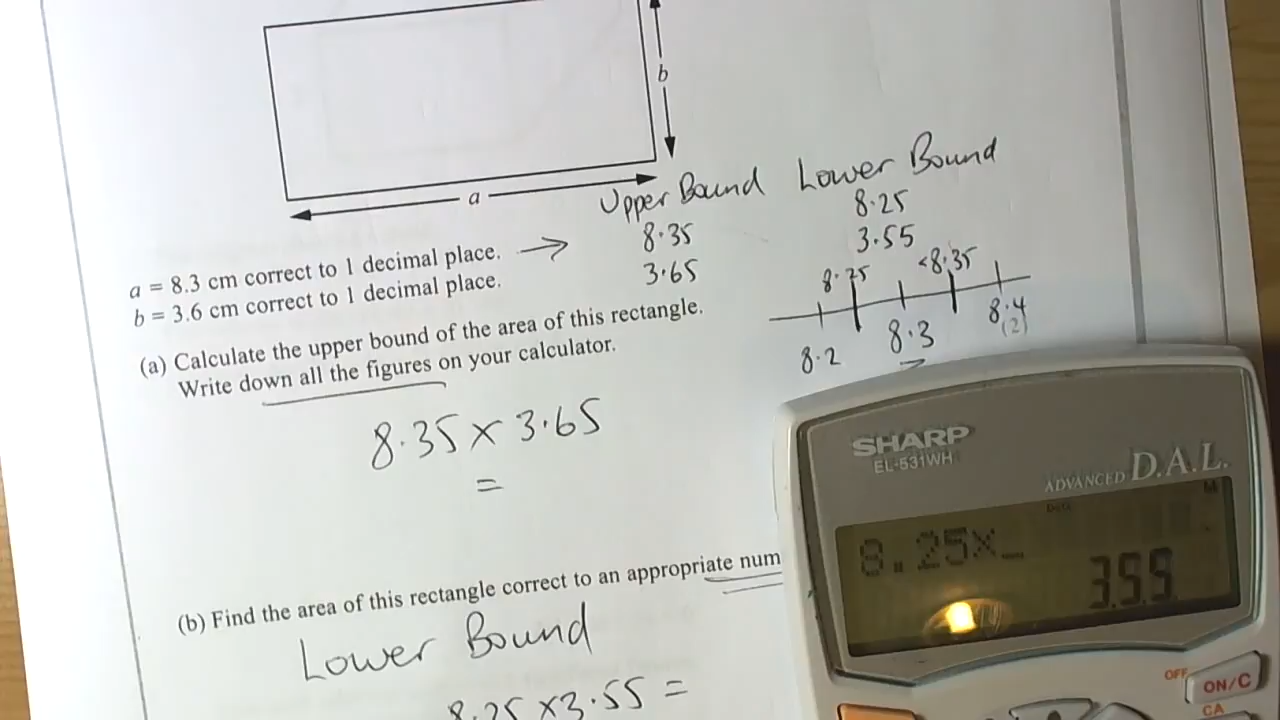 b
a
Upper Bound Lower Bound
8.35 8.25
3.65 3.55
a = 8.3 cm correct to 1 decimal place.
b = 3.6 cm correct to 1 decimal place.
8.25 <8.35
8.2 8.3 8.4
(2)
(a) Calculate the upper bound of the area of this rectangle.
Write down all the figures on your calculator.
8.35 × 3.65
=
SHARP
EL-531WH
ADVANCED D.A.L.
8.25×_
3.55
(b) Find the area of this rectangle correct to an appropriate num
Lower Bound
8.25 × 3.55 =
OFF
ON/C
CA